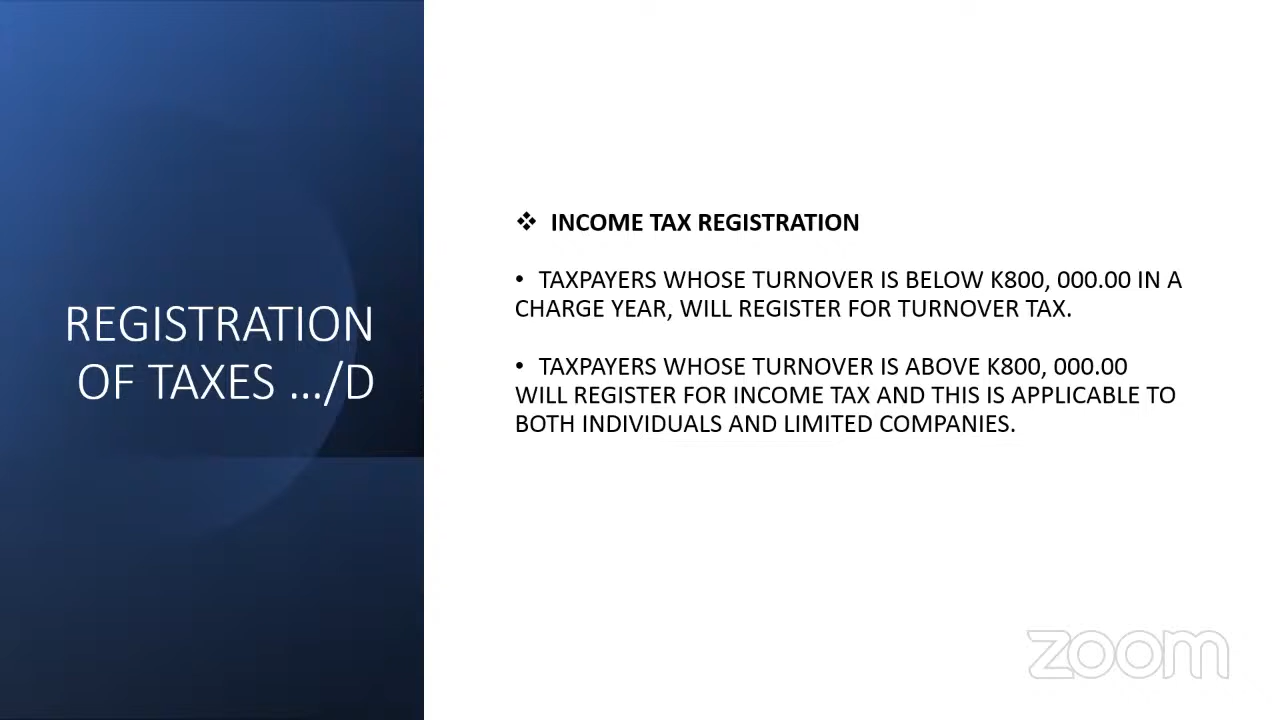 REGISTRATION
OF TAXES .../D
❖ INCOME TAX REGISTRATION
• TAXPAYERS WHOSE TURNOVER IS BELOW K800, 000.00 IN A
CHARGE YEAR, WILL REGISTER FOR TURNOVER TAX.
• TAXPAYERS WHOSE TURNOVER IS ABOVE K800, 000.00
WILL REGISTER FOR INCOME TAX AND THIS IS APPLICABLE TO
BOTH INDIVIDUALS AND LIMITED COMPANIES.
zoom